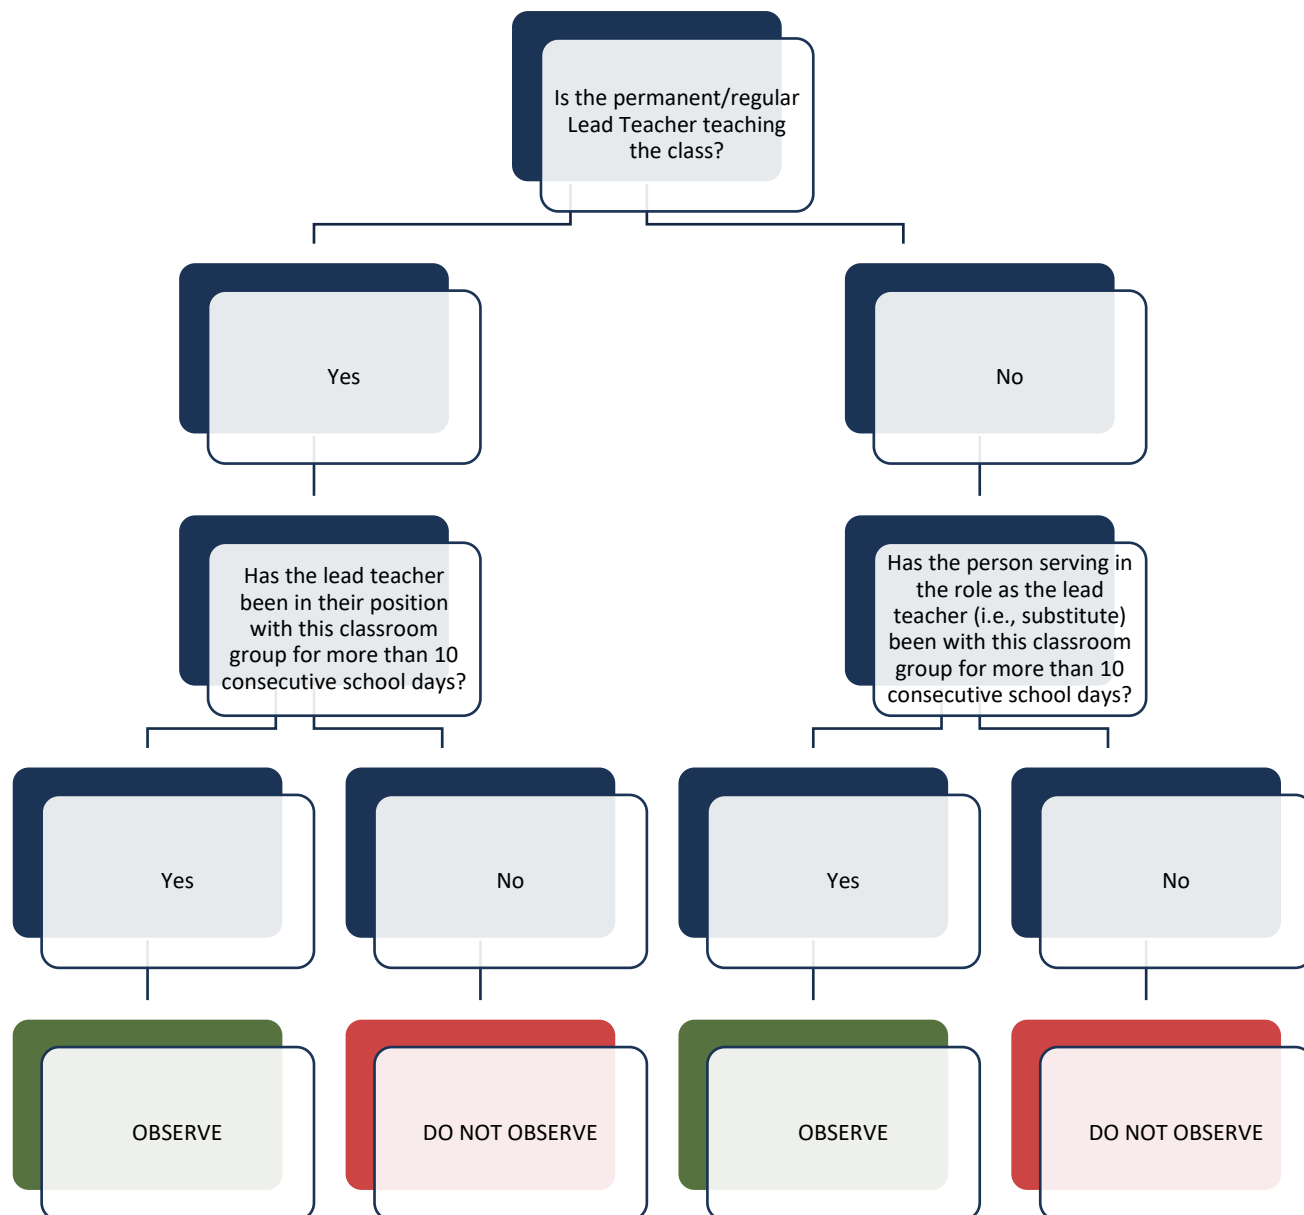 Is the permanent/regular
Lead Teacher teaching
the class?
Yes
No
Has the lead teacher
been in their position
with this classroom
group for more than 10
consecutive school days?
Has the person serving in
the role as the lead
teacher (i.e., substitute)
been with this classroom
group for more than 10
consecutive school days?
Yes
No
Yes
No
OBSERVE
DO NOT OBSERVE
OBSERVE
DO NOT OBSERVE